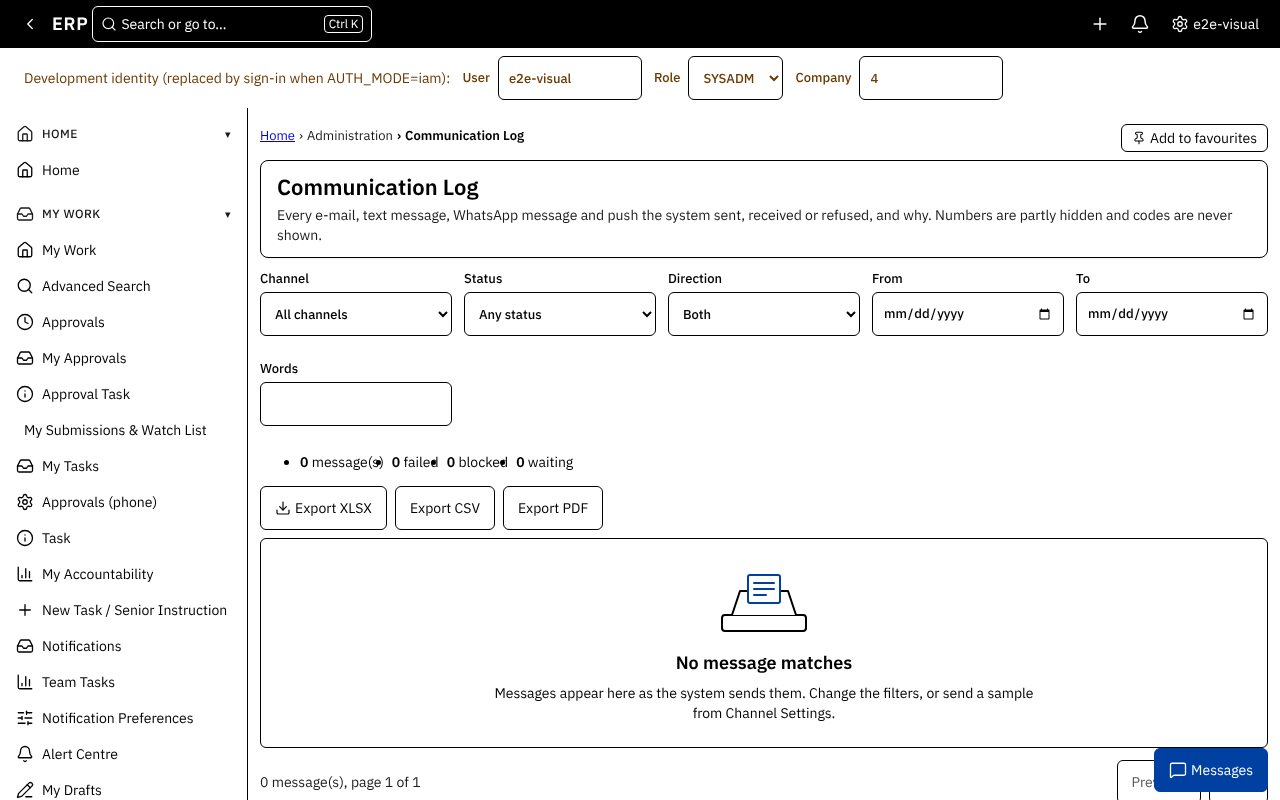 ERP
Search or go to…
Ctrl K
e2e-visual
Development identity (replaced by sign-in when AUTH_MODE=iam):
User
e2e-visual
Role
SYSADM
Company
4
HOME
Home
MY WORK
My Work
Advanced Search
Approvals
My Approvals
Approval Task
My Submissions & Watch List
My Tasks
Approvals (phone)
Task
My Accountability
New Task / Senior Instruction
Notifications
Team Tasks
Notification Preferences
Alert Centre
My Drafts
Home › Administration › Communication Log
Add to favourites
Communication Log
Every e-mail, text message, WhatsApp message and push the system sent, received or refused, and why. Numbers are partly hidden and codes are never
shown.
Channel
All channels
Status
Any status
Direction
Both
From
mm/dd/yyyy
To
mm/dd/yyyy
Words
0 message(s)
0 failed
0 blocked
0 waiting
Export XLSX
Export CSV
Export PDF
No message matches
Messages appear here as the system sends them. Change the filters, or send a sample
from Channel Settings.
0 message(s), page 1 of 1
Messages